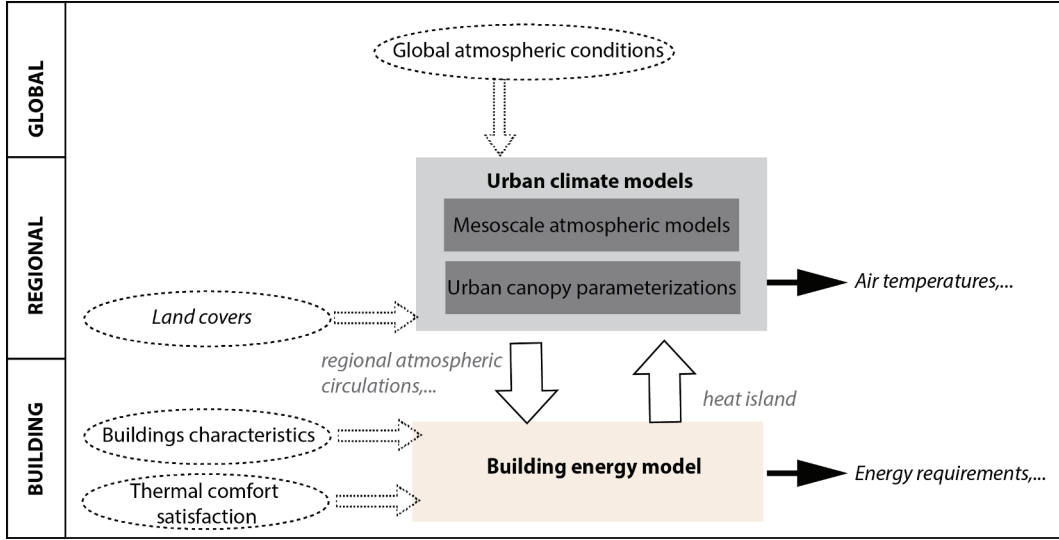 GLOBAL
Global atmospheric conditions
REGIONAL
Urban climate models
Mesoscale atmospheric models
Urban canopy parameterizations
Air temperatures,...
Land covers
regional atmospheric
circulations,...
heat island
BUILDING
Buildings characteristics
Building energy model
Energy requirements,...
Thermal comfort
satisfaction